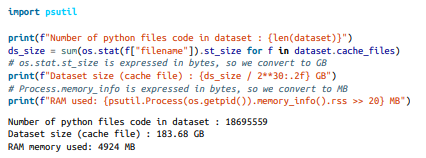 import psutil
print(f"Number of python files code in dataset : {len(dataset)}")
ds_size = sum(os.stat(f["filename"]).st_size for f in dataset.cache_files)
# os.stat.st_size is expressed in bytes, so we convert to GB
print(f"Dataset size (cache file) : {ds_size / 2**30:.2f} GB")
# Process.memory_info is expressed in bytes, so we convert to MB
print(f"RAM used: {psutil.Process(os.getpid()).memory_info().rss >> 20} MB")
Number of python files code in dataset : 18695559
Dataset size (cache file) : 183.68 GB
RAM memory used: 4924 MB